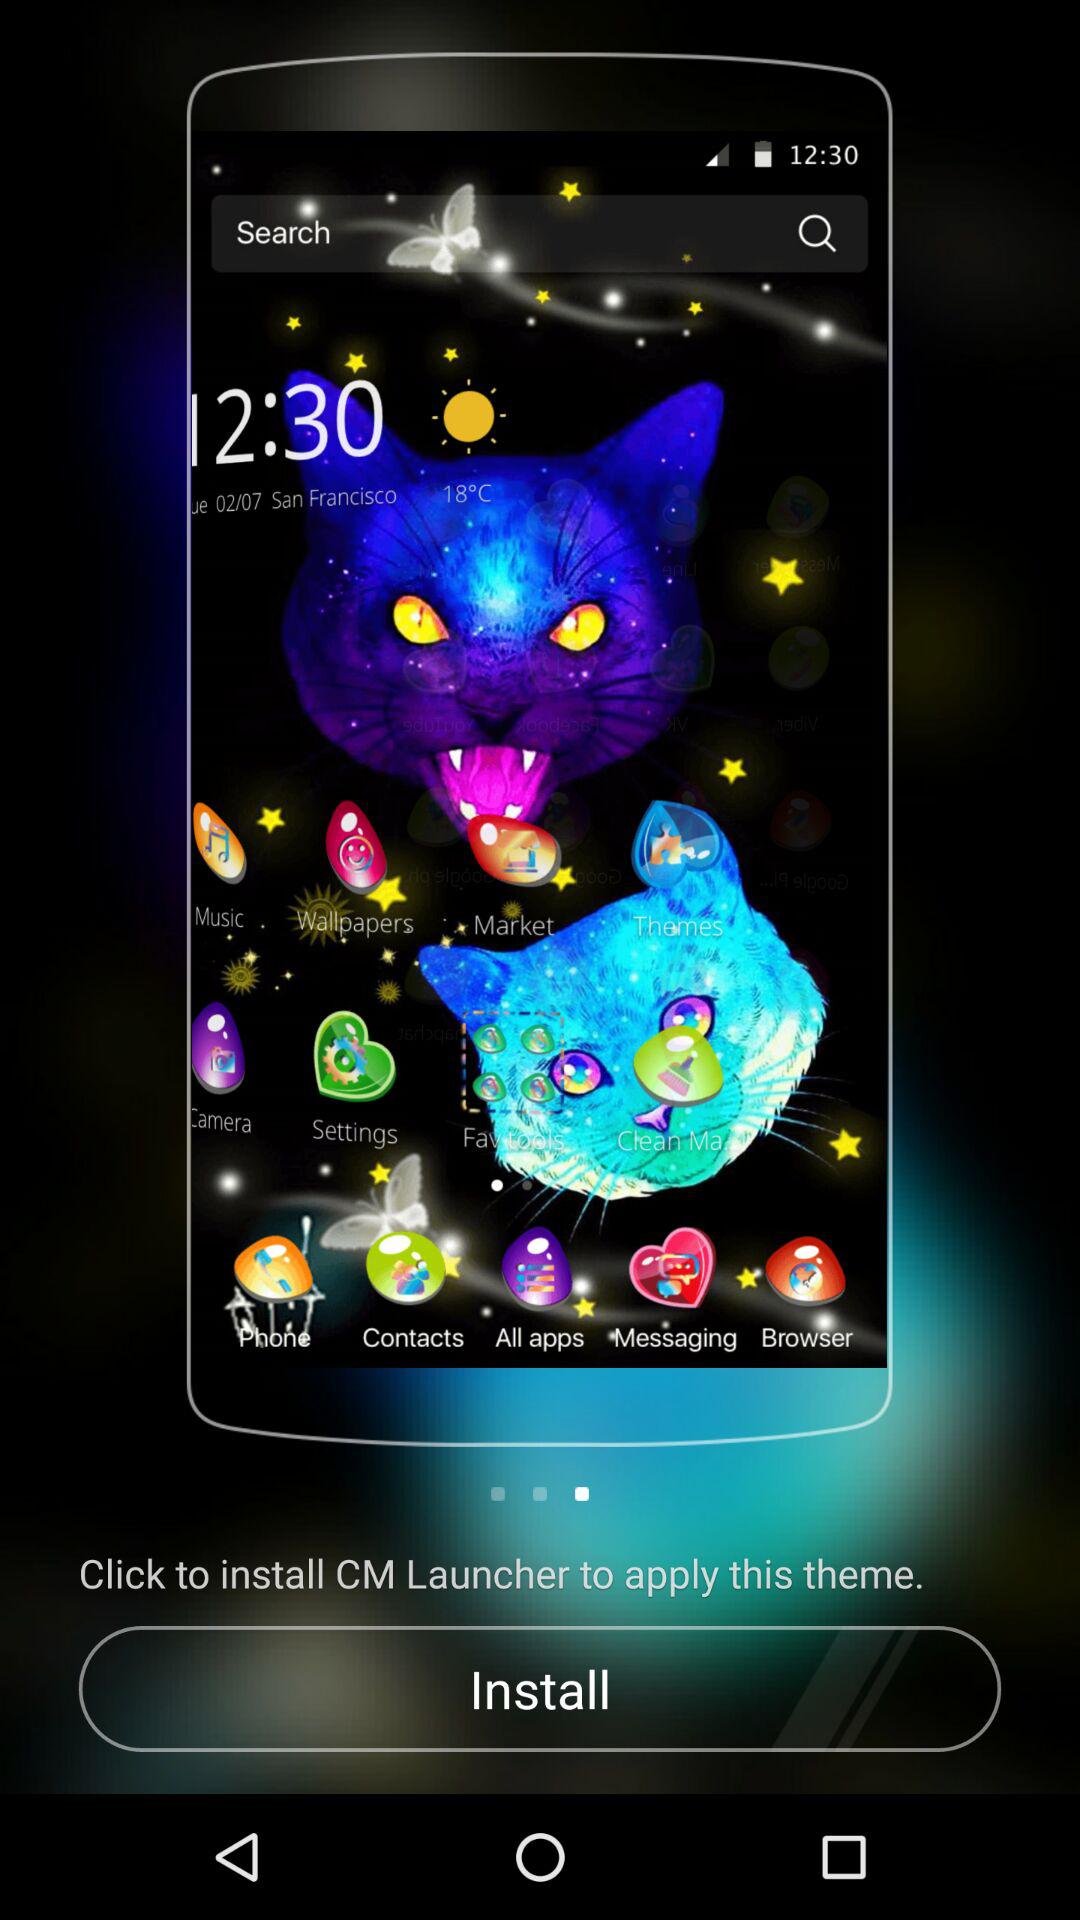 12:30
Search
12:30
ue 02/07 San Francisco
18°C
Line
Messenger
YouTube
Facebook
VK
Viber
Google Pl...
Music
Wallpapers
Market
Themes
Camera
Settings
Fav tools
Clean Ma...
Phone
Contacts
All apps
Messaging
Browser
Click to install CM Launcher to apply this theme.
Install